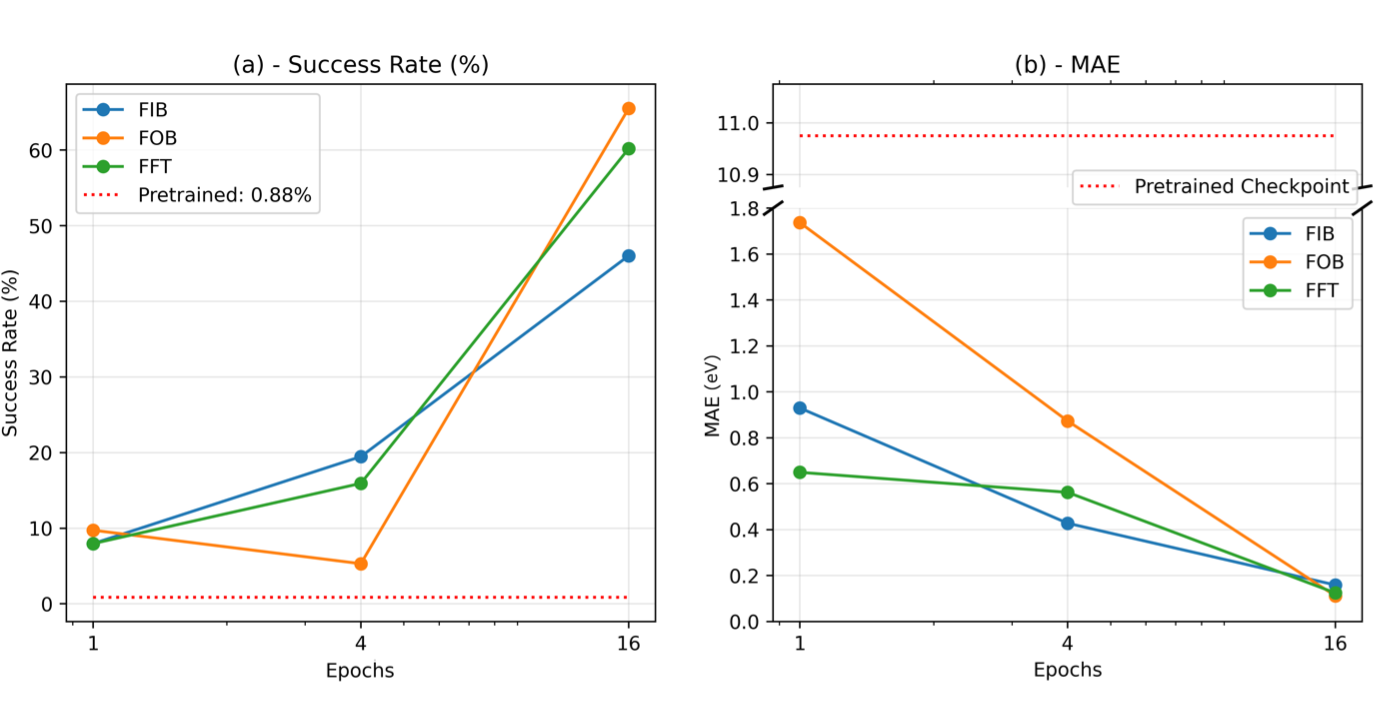 (a) - Success Rate (%)
FIB
FOB
FFT
Pretrained: 0.88%
Success Rate (%)
60
50
40
30
20
10
0
1 4 16
Epochs
(b) - MAE
11.0
10.9
Pretrained Checkpoint
FIB
FOB
FFT
MAE (eV)
1.8
1.6
1.4
1.2
1.0
0.8
0.6
0.4
0.2
0.0
1 4 16
Epochs